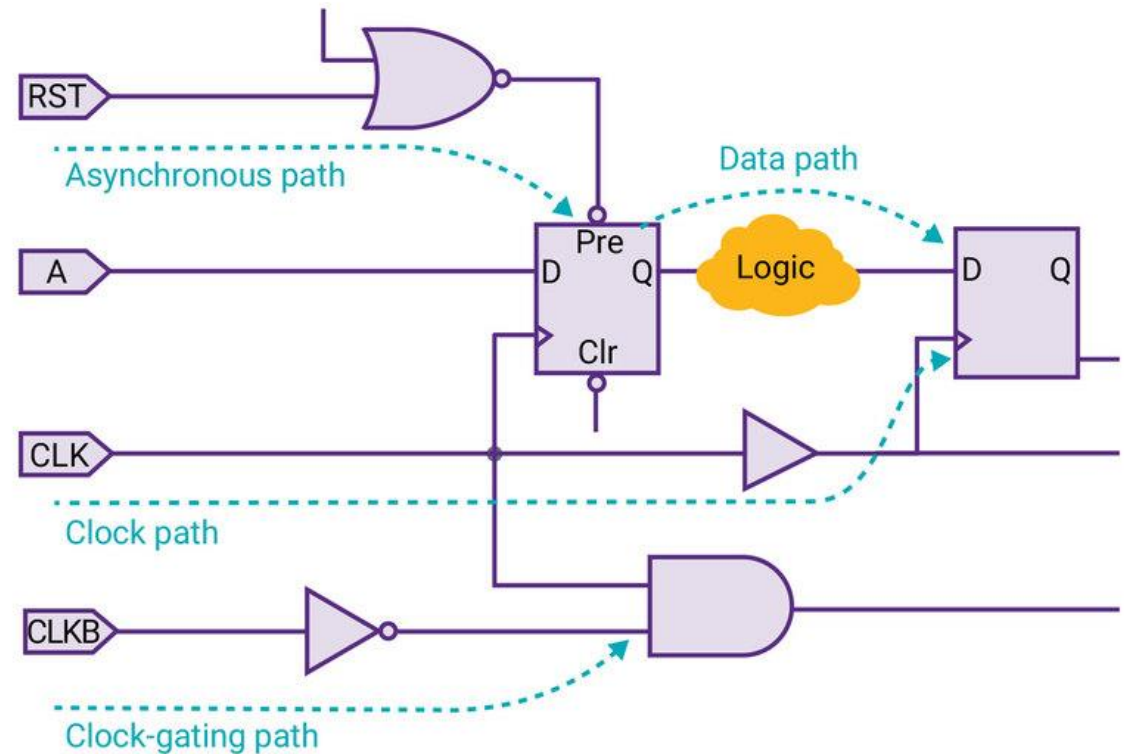 RST
Asynchronous path
Data path
A
Pre
D
Q
Logic
D
Q
Clr
CLK
Clock path
CLKB
Clock-gating path